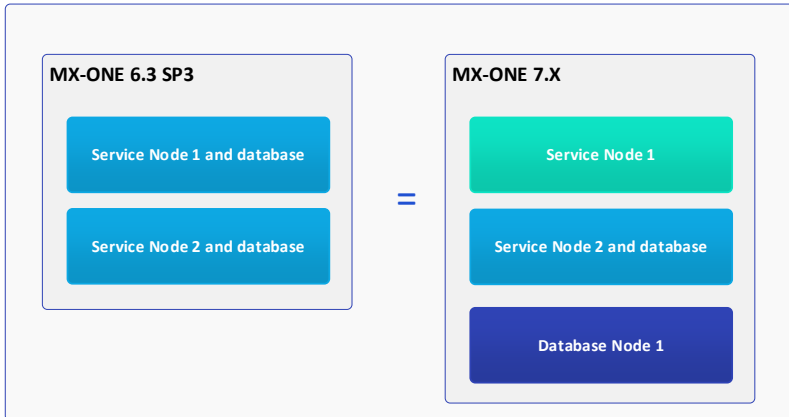 MX-ONE 6.3 SP3
Service Node 1 and database
Service Node 2 and database
=
MX-ONE 7.X
Service Node 1
Service Node 2 and database
Database Node 1